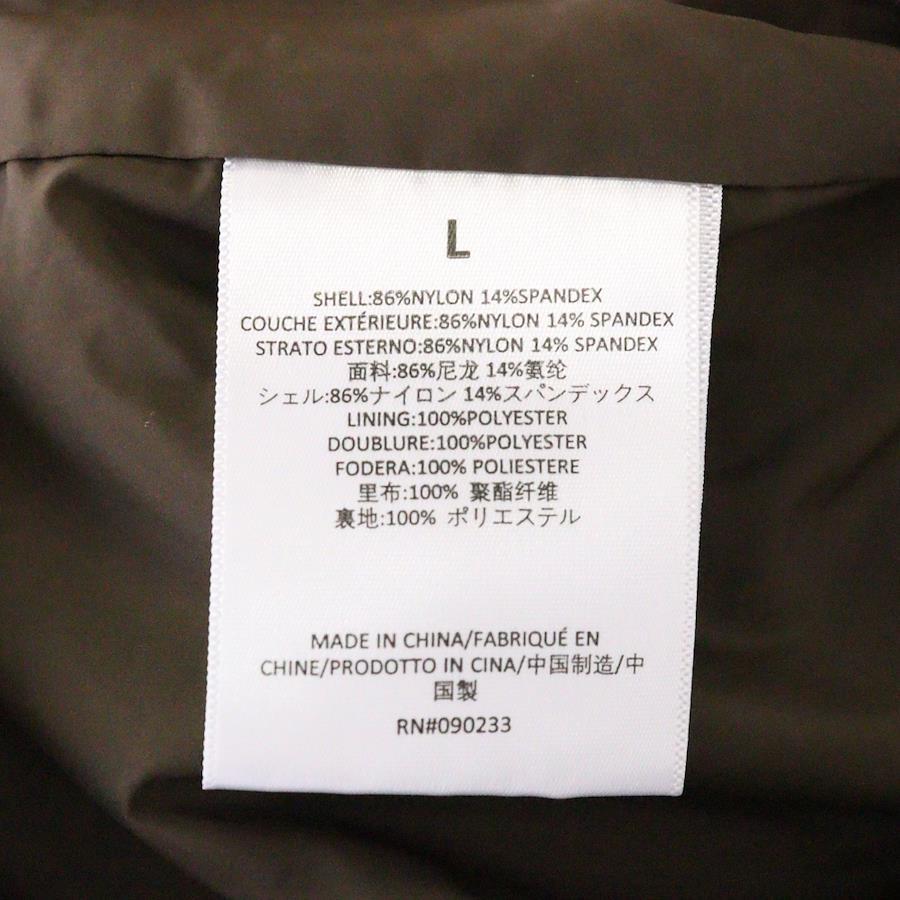 L
SHELL:86%NYLON 14%SPANDEX
COUCHE EXTÉRIEURE:86%NYLON 14% SPANDEX
STRATO ESTERNO:86%NYLON 14% SPANDEX
面料:86%尼龙 14%氨纶
シェル:86%ナイロン 14%スパンデックス
LINING:100%POLYESTER
DOUBLURE:100%POLYESTER
FODERA:100% POLIESTERE
里布:100% 聚酯纤维
裏地:100% ポリエステル
MADE IN CHINA/FABRIQUÉ EN
CHINE/PRODOTTO IN CINA/中国制造/中
国製
RN#090233